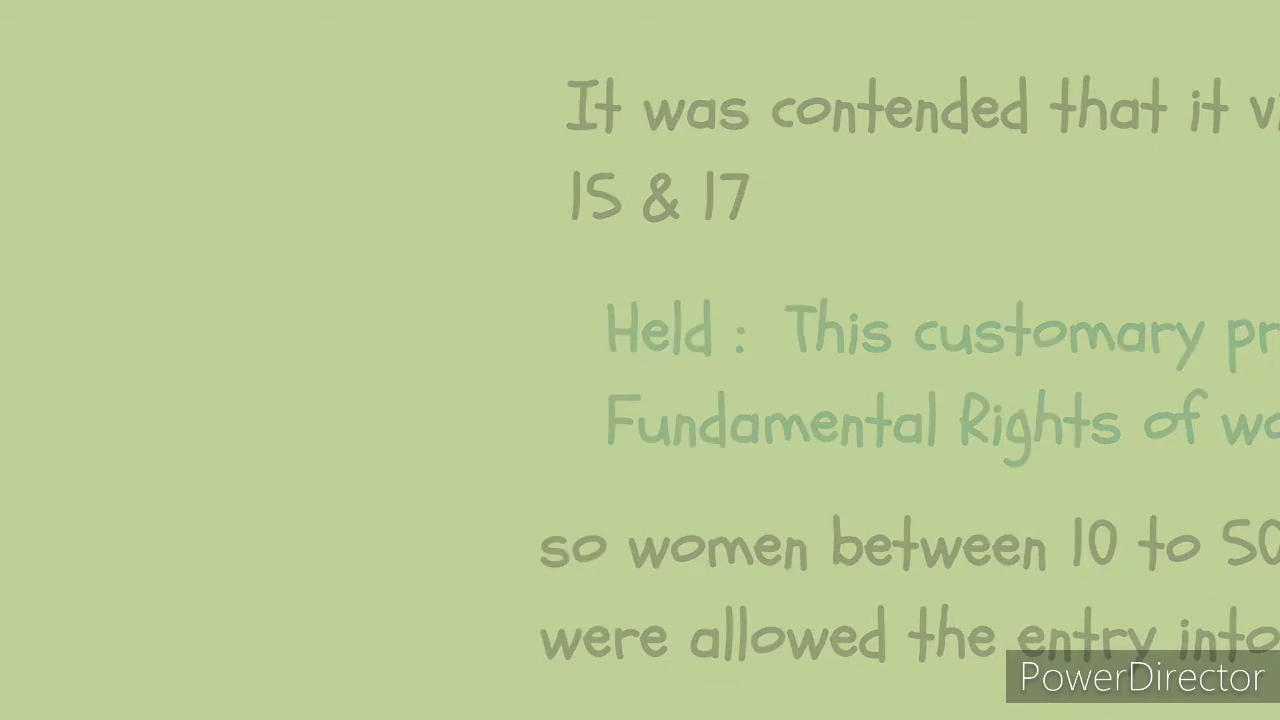 It was contended that it vi
15 & 17
Held : This customary pr
Fundamental Rights of wo
so women between 10 to 50
were allowed the entry into
PowerDirector